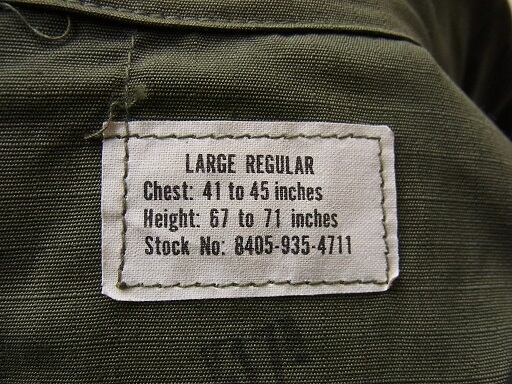 LARGE REGULAR
Chest: 41 to 45 inches
Height: 67 to 71 inches
Stock No: 8405-935-4711